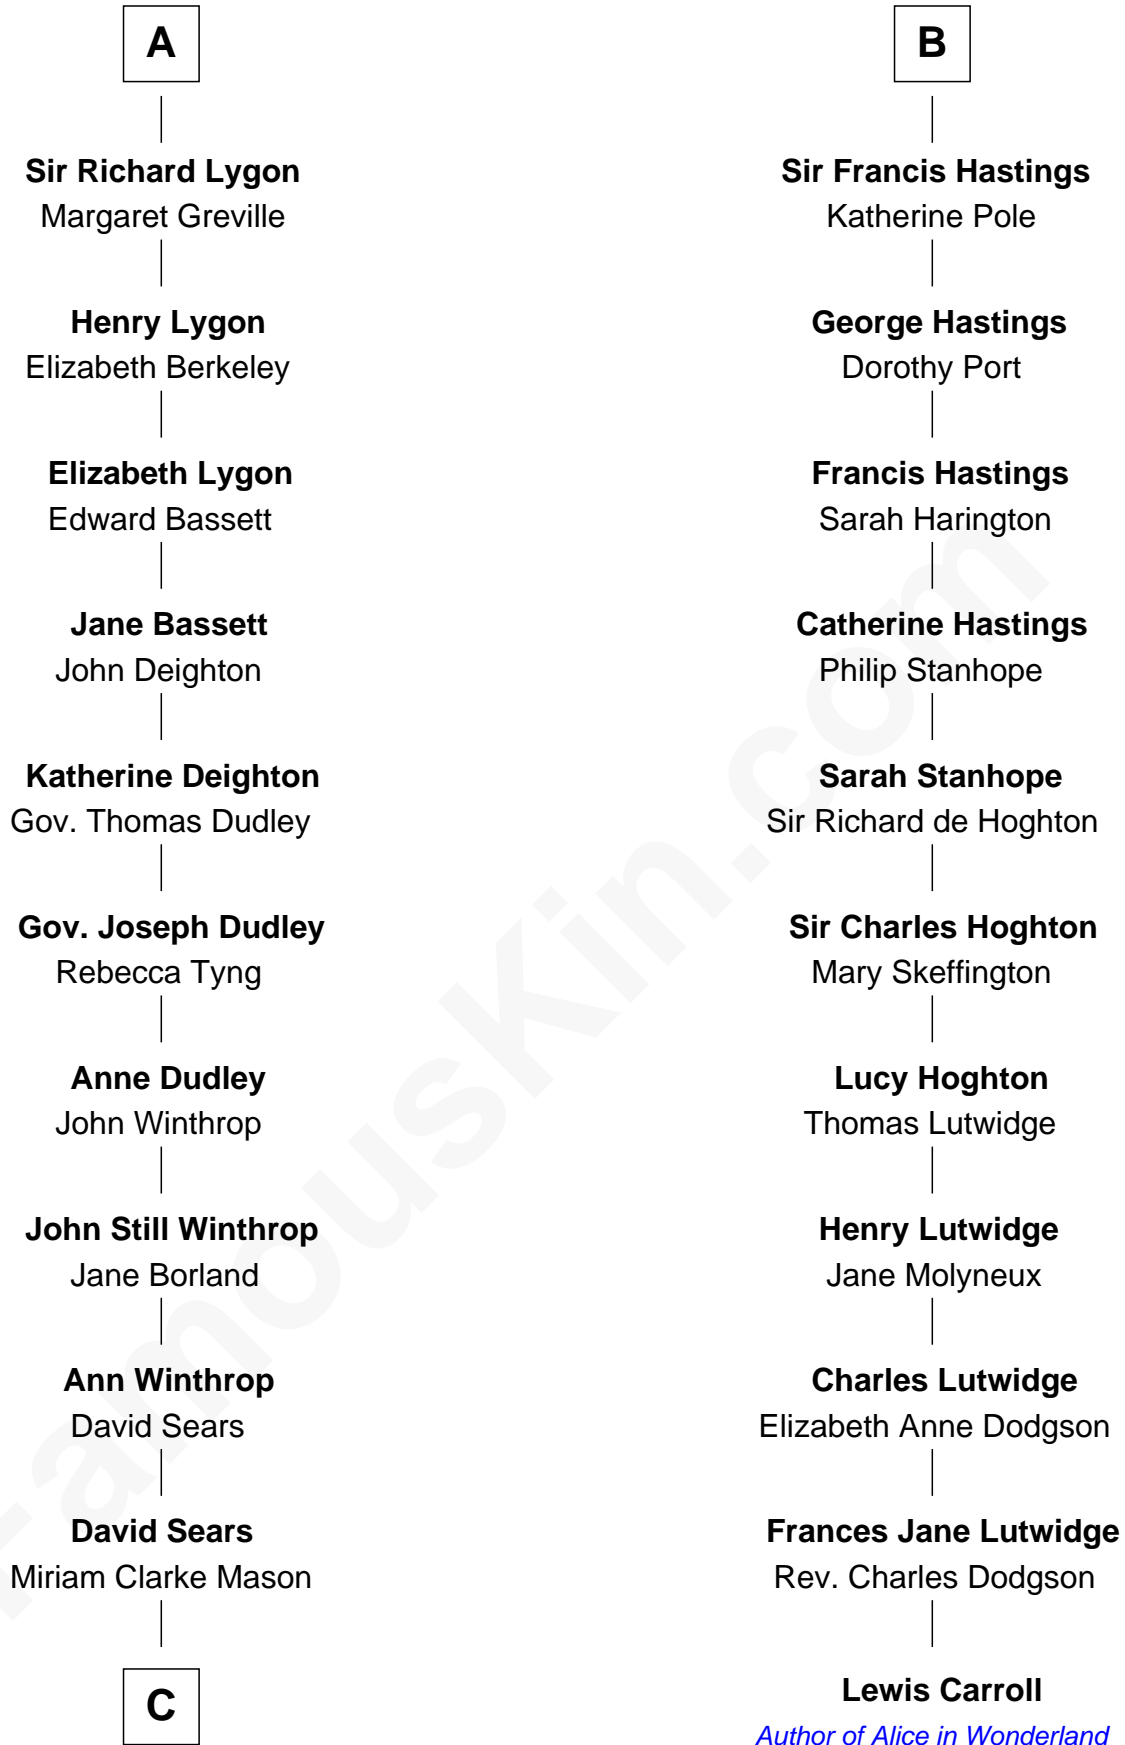 A
Sir Richard Lygon
Margaret Greville
Henry Lygon
Elizabeth Berkeley
Elizabeth Lygon
Edward Bassett
Jane Bassett
John Deighton
Katherine Deighton
Gov. Thomas Dudley
Gov. Joseph Dudley
Rebecca Tyng
Anne Dudley
John Winthrop
John Still Winthrop
Jane Borland
Ann Winthrop
David Sears
David Sears
Miriam Clarke Mason
C
B
Sir Francis Hastings
Katherine Pole
George Hastings
Dorothy Port
Francis Hastings
Sarah Harington
Catherine Hastings
Philip Stanhope
Sarah Stanhope
Sir Richard de Hoghton
Sir Charles Hoghton
Mary Skeffington
Lucy Hoghton
Thomas Lutwidge
Henry Lutwidge
Jane Molyneux
Charles Lutwidge
Elizabeth Anne Dodgson
Frances Jane Lutwidge
Rev. Charles Dodgson
Lewis Carroll
Author of Alice in Wonderland
FamousKin.com